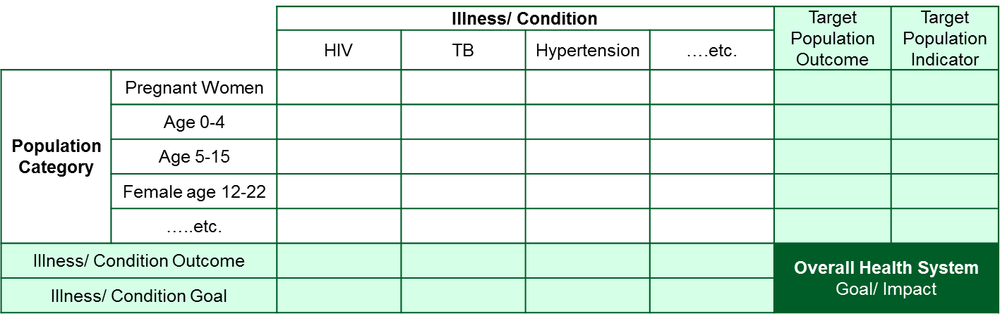 Illness/ Condition
Target
Population
Outcome
Target
Population
Indicator
HIV
TB
Hypertension
….etc.
Population
Category
Pregnant Women
Age 0-4
Age 5-15
Female age 12-22
…..etc.
Illness/ Condition Outcome
Illness/ Condition Goal
Overall Health System
Goal/ Impact